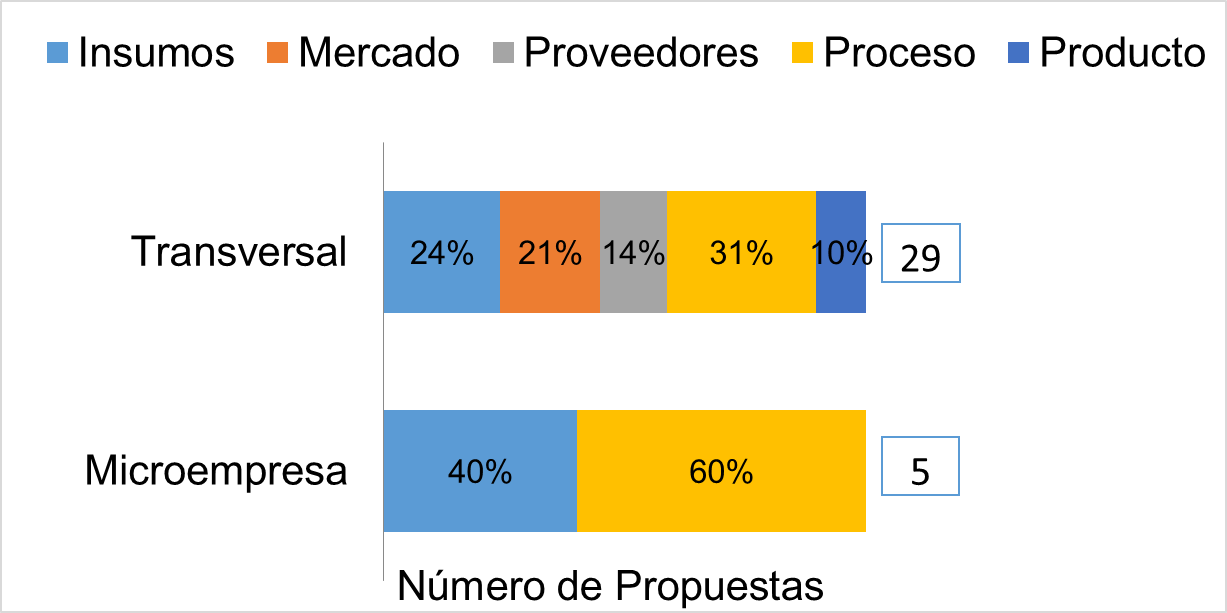 Insumos Mercado Proveedores Proceso Producto
Transversal 24% 21% 14% 31% 10% 29
Microempresa 40% 60% 5
Número de Propuestas